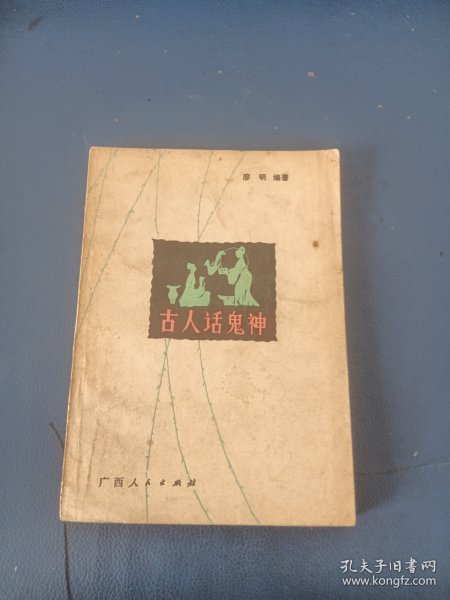 廖 明 编著
古人话鬼神
广西人民出版社
孔夫子旧书网
www.kongfz.com